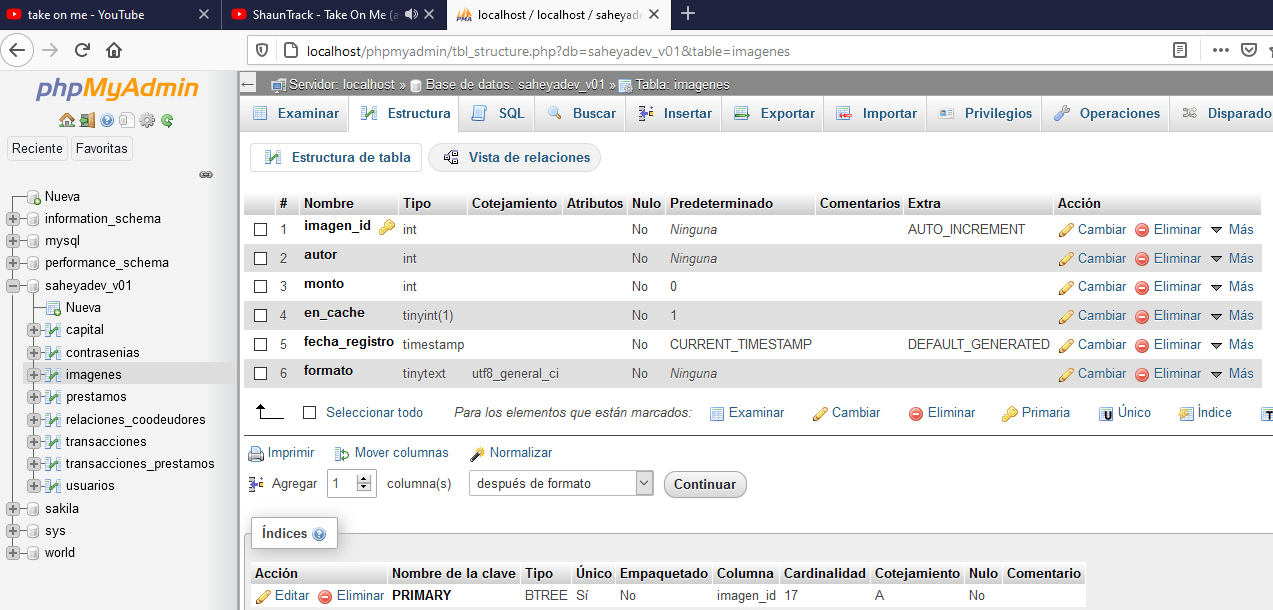 take on me - YouTube
ShaunTrack - Take On Me (a
localhost / localhost / saheyade
localhost/phpmyadmin/tbl_structure.php?db=saheyadev_v01&table=imagenes
phpMyAdmin
Reciente Favoritas
Nueva
information_schema
mysql
performance_schema
saheyadev_v01
Nueva
capital
contrasenias
imagenes
prestamos
relaciones_coodeudores
transacciones
transacciones_prestamos
usuarios
sakila
sys
world
Servidor: localhost » Base de datos: saheyadev_v01 » Tabla: imagenes
Examinar Estructura SQL Buscar Insertar Exportar Importar Privilegios Operaciones Disparado
Estructura de tabla Vista de relaciones
# Nombre Tipo Cotejamiento Atributos Nulo Predeterminado Comentarios Extra Acción
1 imagen_id int No Ninguna AUTO_INCREMENT Cambiar Eliminar Más
2 autor int No Ninguna Cambiar Eliminar Más
3 monto int No 0 Cambiar Eliminar Más
4 en_cache tinyint(1) No 1 Cambiar Eliminar Más
5 fecha_registro timestamp No CURRENT_TIMESTAMP DEFAULT_GENERATED Cambiar Eliminar Más
6 formato tinytext utf8_general_ci No Ninguna Cambiar Eliminar Más
Seleccionar todo Para los elementos que están marcados: Examinar Cambiar Eliminar Primaria Único Índice
Imprimir Mover columnas Normalizar
Agregar 1 columna(s) después de formato Continuar
Índices
Acción Nombre de la clave Tipo Único Empaquetado Columna Cardinalidad Cotejamiento Nulo Comentario
Editar Eliminar PRIMARY BTREE Sí No imagen_id 17 A No